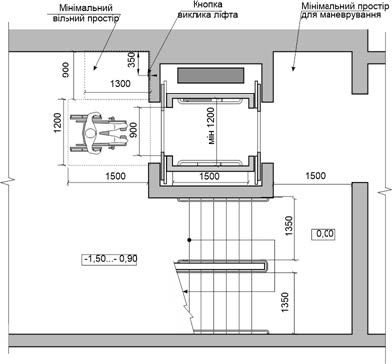 Мінімальний
вільний простір
Кнопка
виклика ліфта
Мінімальний простір
для маневрування
900
350
1300
1200
900
мін 1200
1500
1500
1500
1350
0,00
-1,50...- 0,90
1350